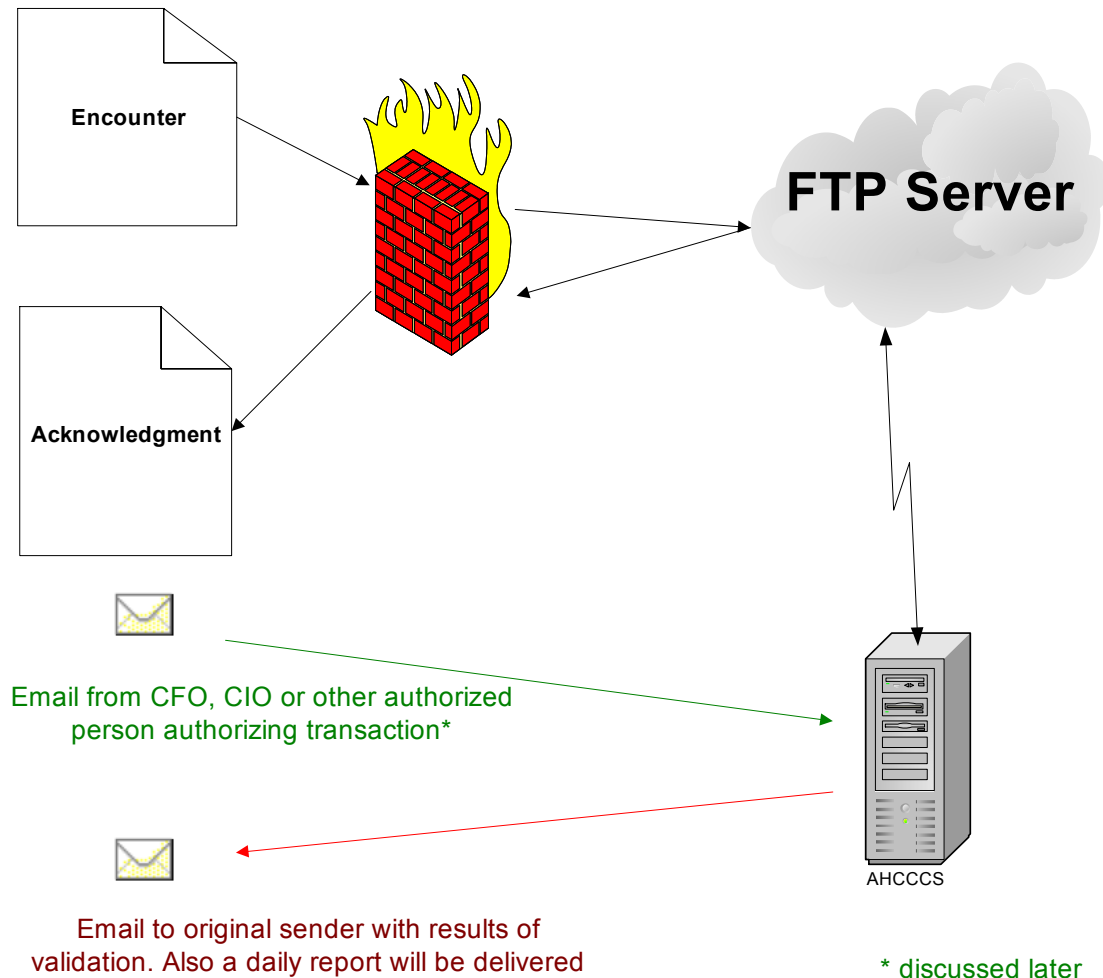 Encounter
FTP Server
Acknowledgment
Email from CFO, CIO or other authorized
person authorizing transaction*
AHCCCS
Email to original sender with results of
validation. Also a daily report will be delivered
* discussed later